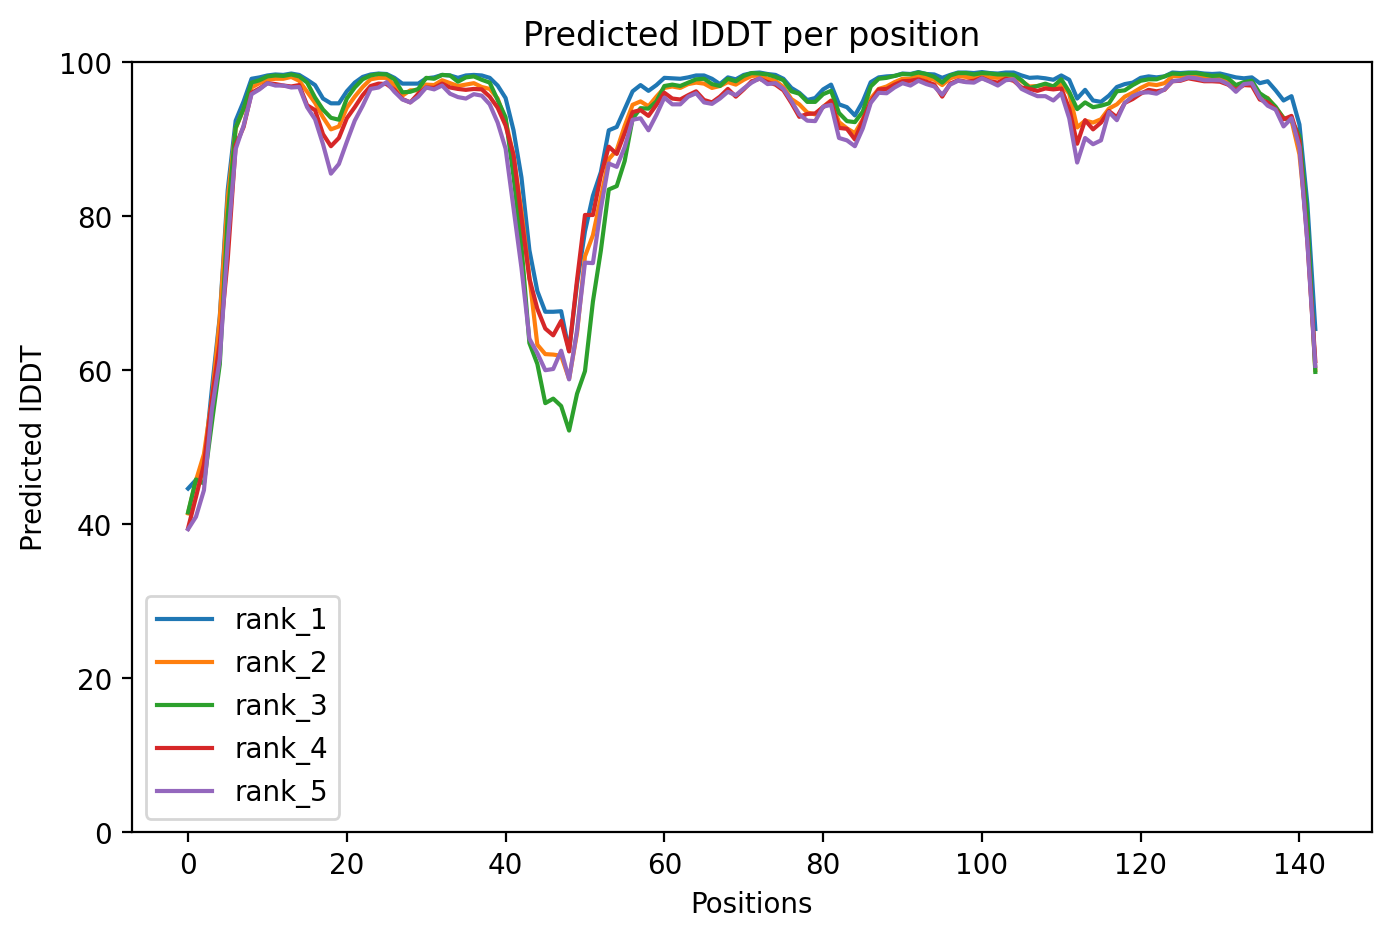 Predicted lDDT per position
Predicted lDDT
100
80
60
40
20
0
rank_1
rank_2
rank_3
rank_4
rank_5
0 20 40 60 80 100 120 140
Positions